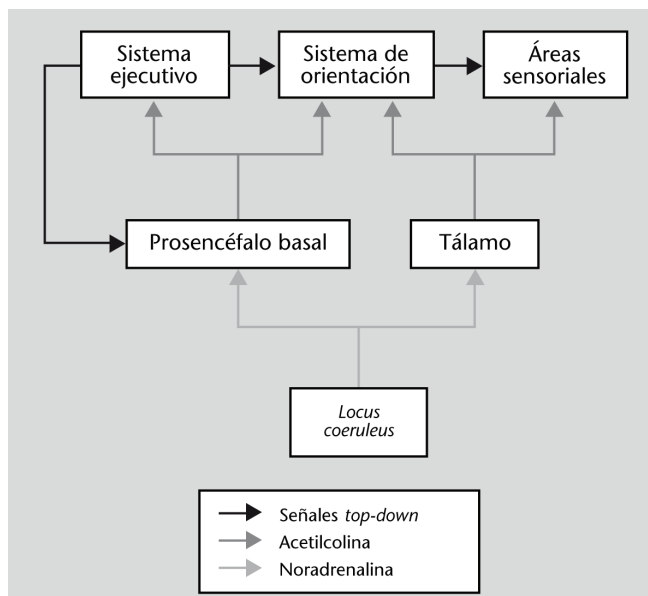 Sistema
ejecutivo
Sistema de
orientación
Áreas
sensoriales
Prosencéfalo basal
Tálamo
Locus
coeruleus
Señales top-down
Acetilcolina
Noradrenalina